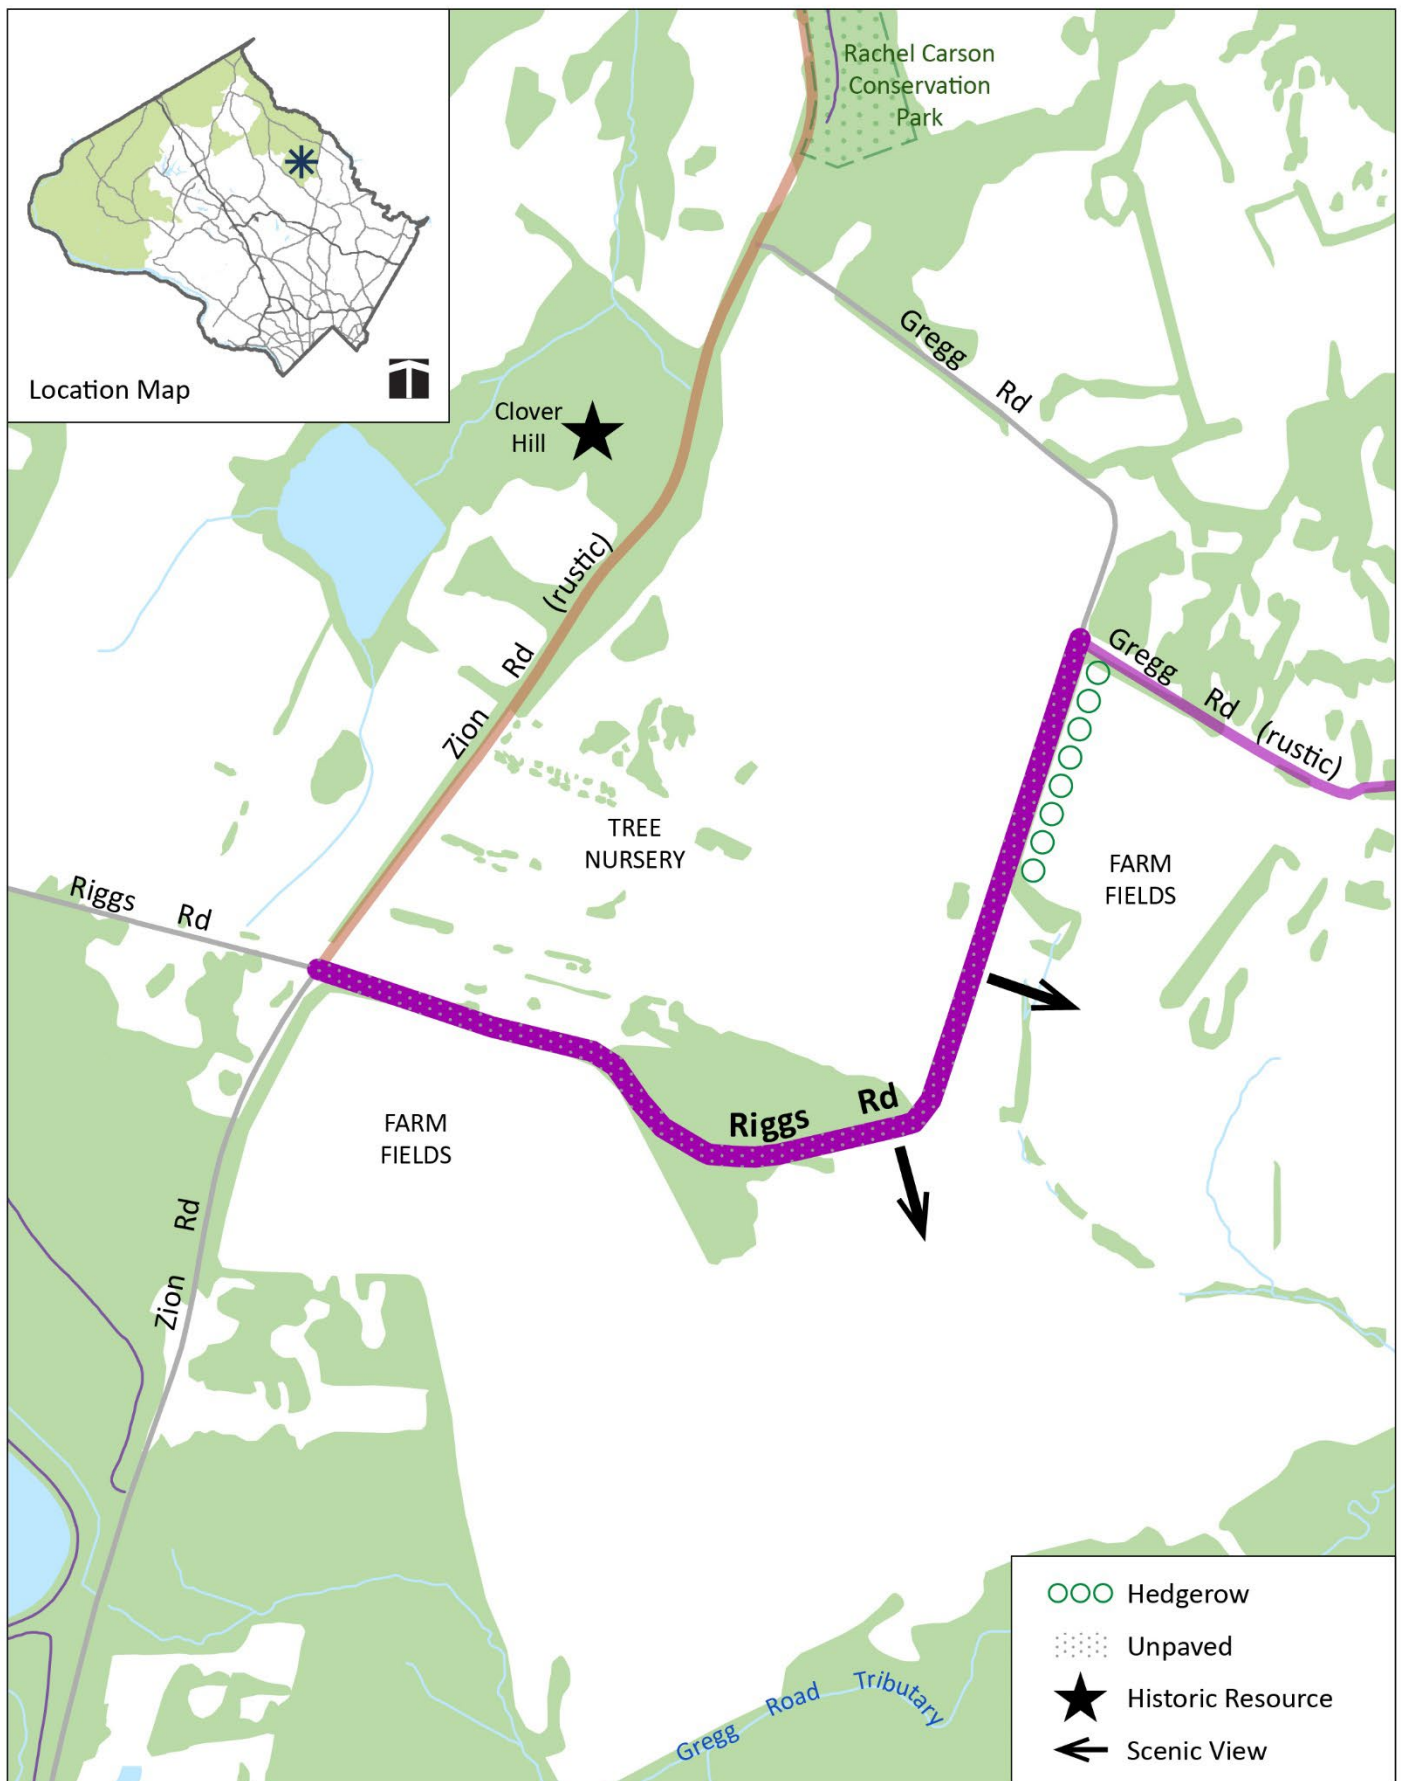 Location Map
Rachel Carson
Conservation
Park
Gregg Rd
Clover
Hill
Zion Rd (rustic)
Gregg Rd (rustic)
TREE
NURSERY
FARM
FIELDS
Riggs Rd
Riggs Rd
FARM
FIELDS
Zion Rd
Gregg Road Tributary
Hedgerow
Unpaved
Historic Resource
Scenic View